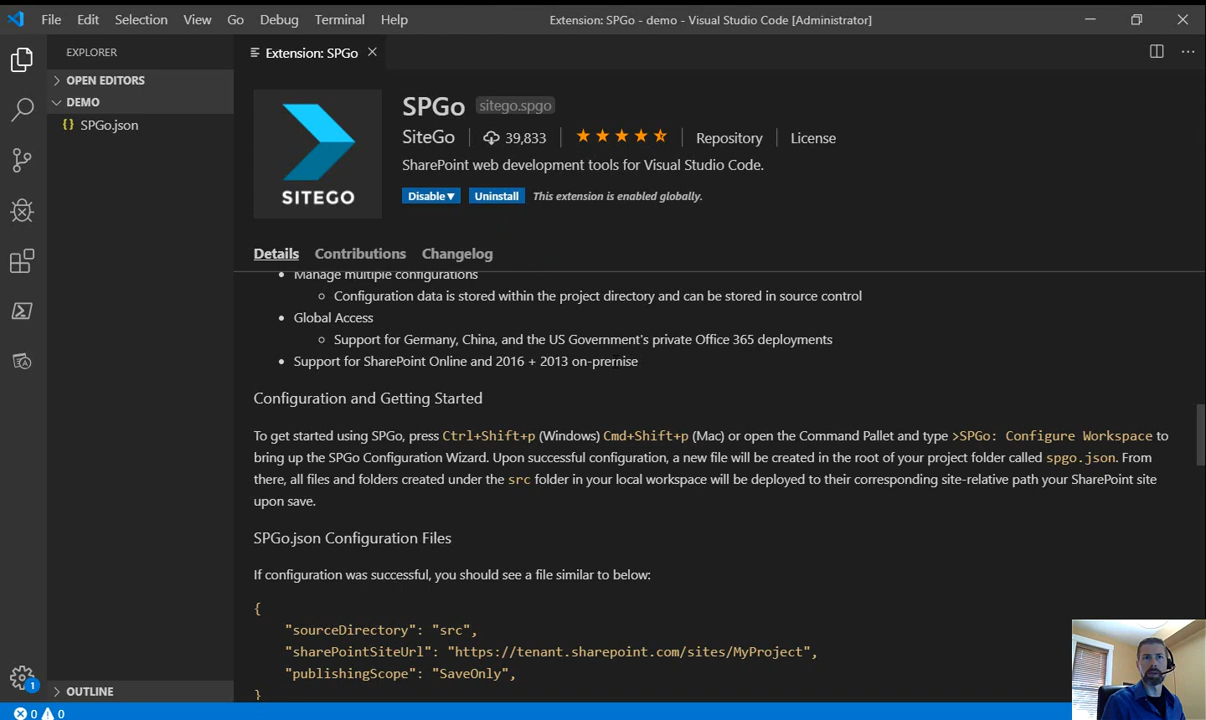 File Edit Selection View Go Debug Terminal Help
Extension: SPGo - demo - Visual Studio Code [Administrator]
EXPLORER
OPEN EDITORS
DEMO
{} SPGo.json
OUTLINE
Extension: SPGo
SPGo sitego.spgo
SiteGo | 39,833 | Repository | License
SharePoint web development tools for Visual Studio Code.
Disable Uninstall This extension is enabled globally.
SITEGO
Details Contributions Changelog
Manage multiple configurations
Configuration data is stored within the project directory and can be stored in source control
Global Access
Support for Germany, China, and the US Government's private Office 365 deployments
Support for SharePoint Online and 2016 + 2013 on-premise
Configuration and Getting Started
To get started using SPGo, press Ctrl+Shift+p (Windows) Cmd+Shift+p (Mac) or open the Command Pallet and type >SPGo: Configure Workspace to
bring up the SPGo Configuration Wizard. Upon successful configuration, a new file will be created in the root of your project folder called spgo.json. From
there, all files and folders created under the src folder in your local workspace will be deployed to their corresponding site-relative path your SharePoint site
upon save.
SPGo.json Configuration Files
If configuration was successful, you should see a file similar to below:
{
"sourceDirectory": "src",
"sharePointSiteUrl": "https://tenant.sharepoint.com/sites/MyProject",
"publishingScope": "SaveOnly",
}
1
0 0